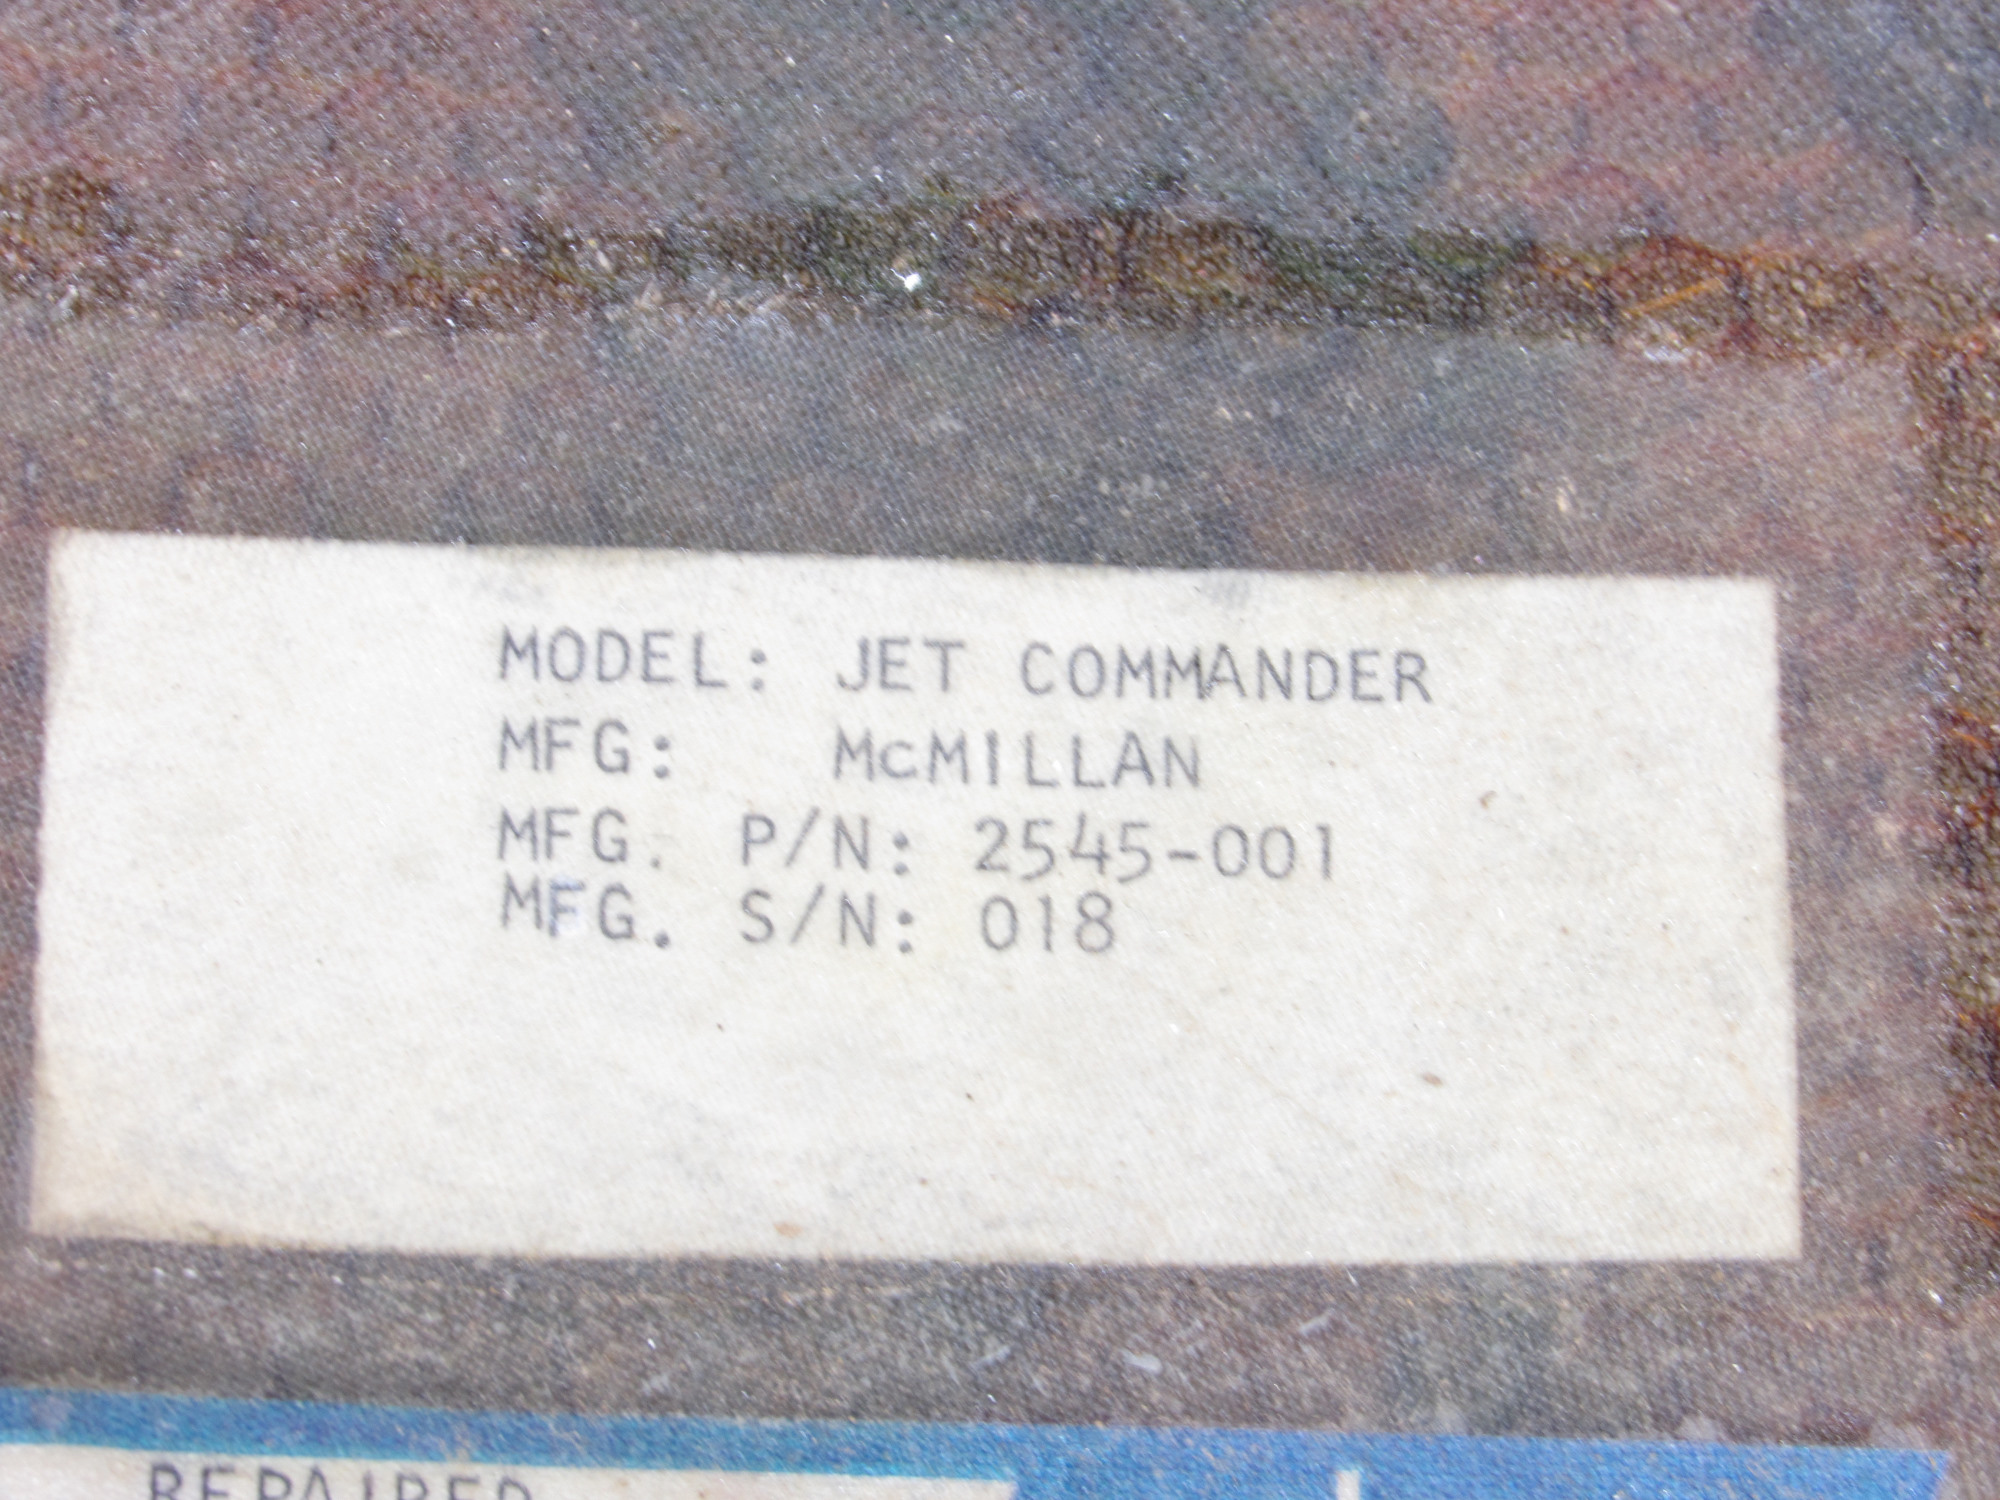 MODEL: JET COMMANDER
MFG: McMILLAN
MFG. P/N: 2545-001
MFG. S/N: 018
REPAIRED